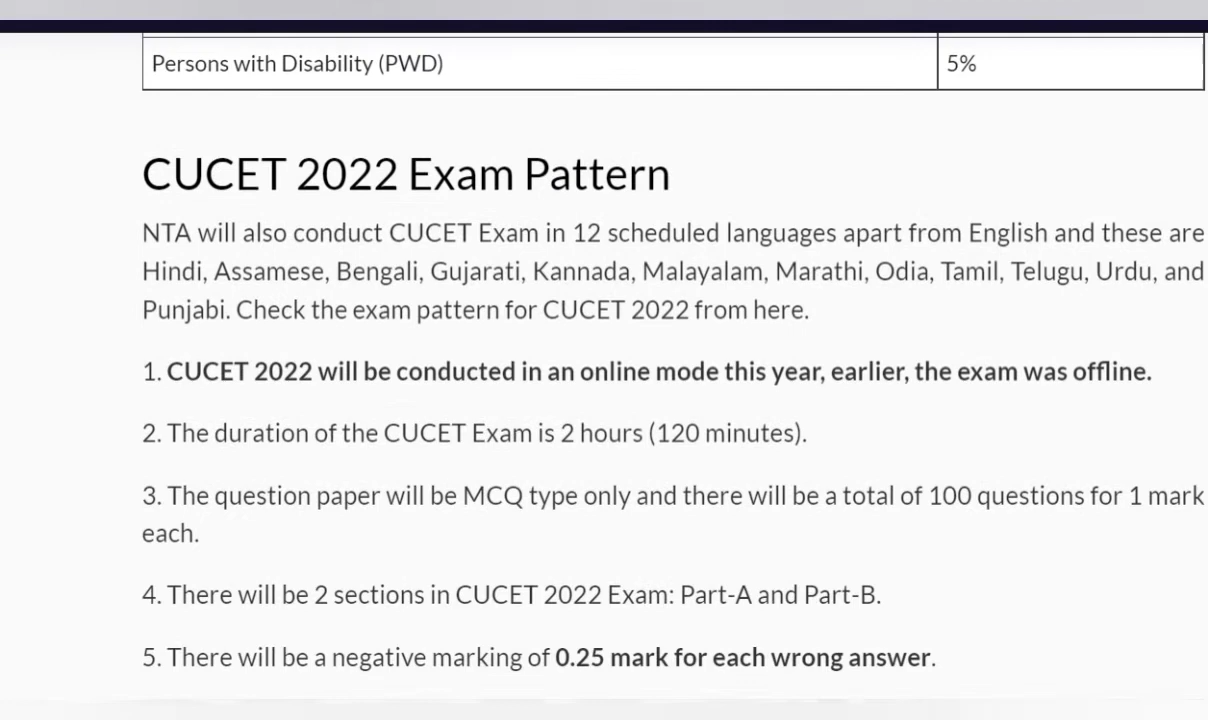 Persons with Disability (PWD) 5%
CUCET 2022 Exam Pattern
NTA will also conduct CUCET Exam in 12 scheduled languages apart from English and these are
Hindi, Assamese, Bengali, Gujarati, Kannada, Malayalam, Marathi, Odia, Tamil, Telugu, Urdu, and
Punjabi. Check the exam pattern for CUCET 2022 from here.
1. CUCET 2022 will be conducted in an online mode this year, earlier, the exam was offline.
2. The duration of the CUCET Exam is 2 hours (120 minutes).
3. The question paper will be MCQ type only and there will be a total of 100 questions for 1 mark
each.
4. There will be 2 sections in CUCET 2022 Exam: Part-A and Part-B.
5. There will be a negative marking of 0.25 mark for each wrong answer.